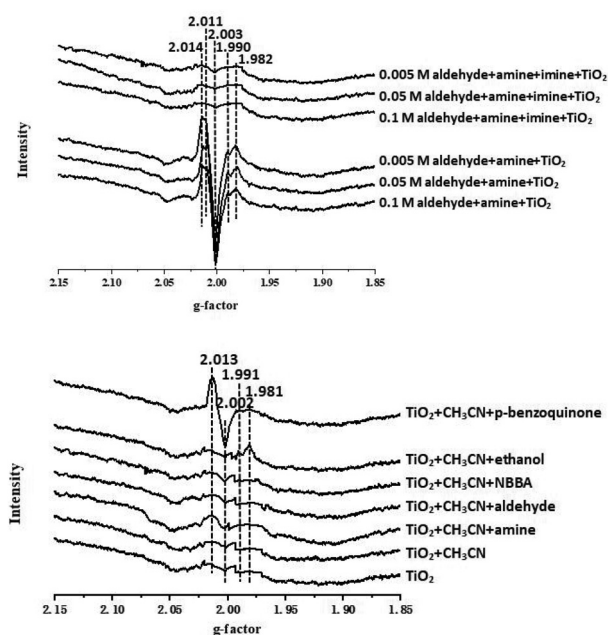 2.011
2.003
2.014 1.990
1.982
0.005 M aldehyde+amine+imine+TiO₂
0.05 M aldehyde+amine+imine+TiO₂
0.1 M aldehyde+amine+imine+TiO₂
0.005 M aldehyde+amine+TiO₂
0.05 M aldehyde+amine+TiO₂
0.1 M aldehyde+amine+TiO₂
Intensity
2.15 2.10 2.05 2.00 1.95 1.90 1.85
g-factor
2.013
1.991
1.981
2.002
TiO₂+CH₃CN+p-benzoquinone
TiO₂+CH₃CN+ethanol
TiO₂+CH₃CN+NBBA
TiO₂+CH₃CN+aldehyde
TiO₂+CH₃CN+amine
TiO₂+CH₃CN
TiO₂
Intensity
2.15 2.10 2.05 2.00 1.95 1.90 1.85
g-factor